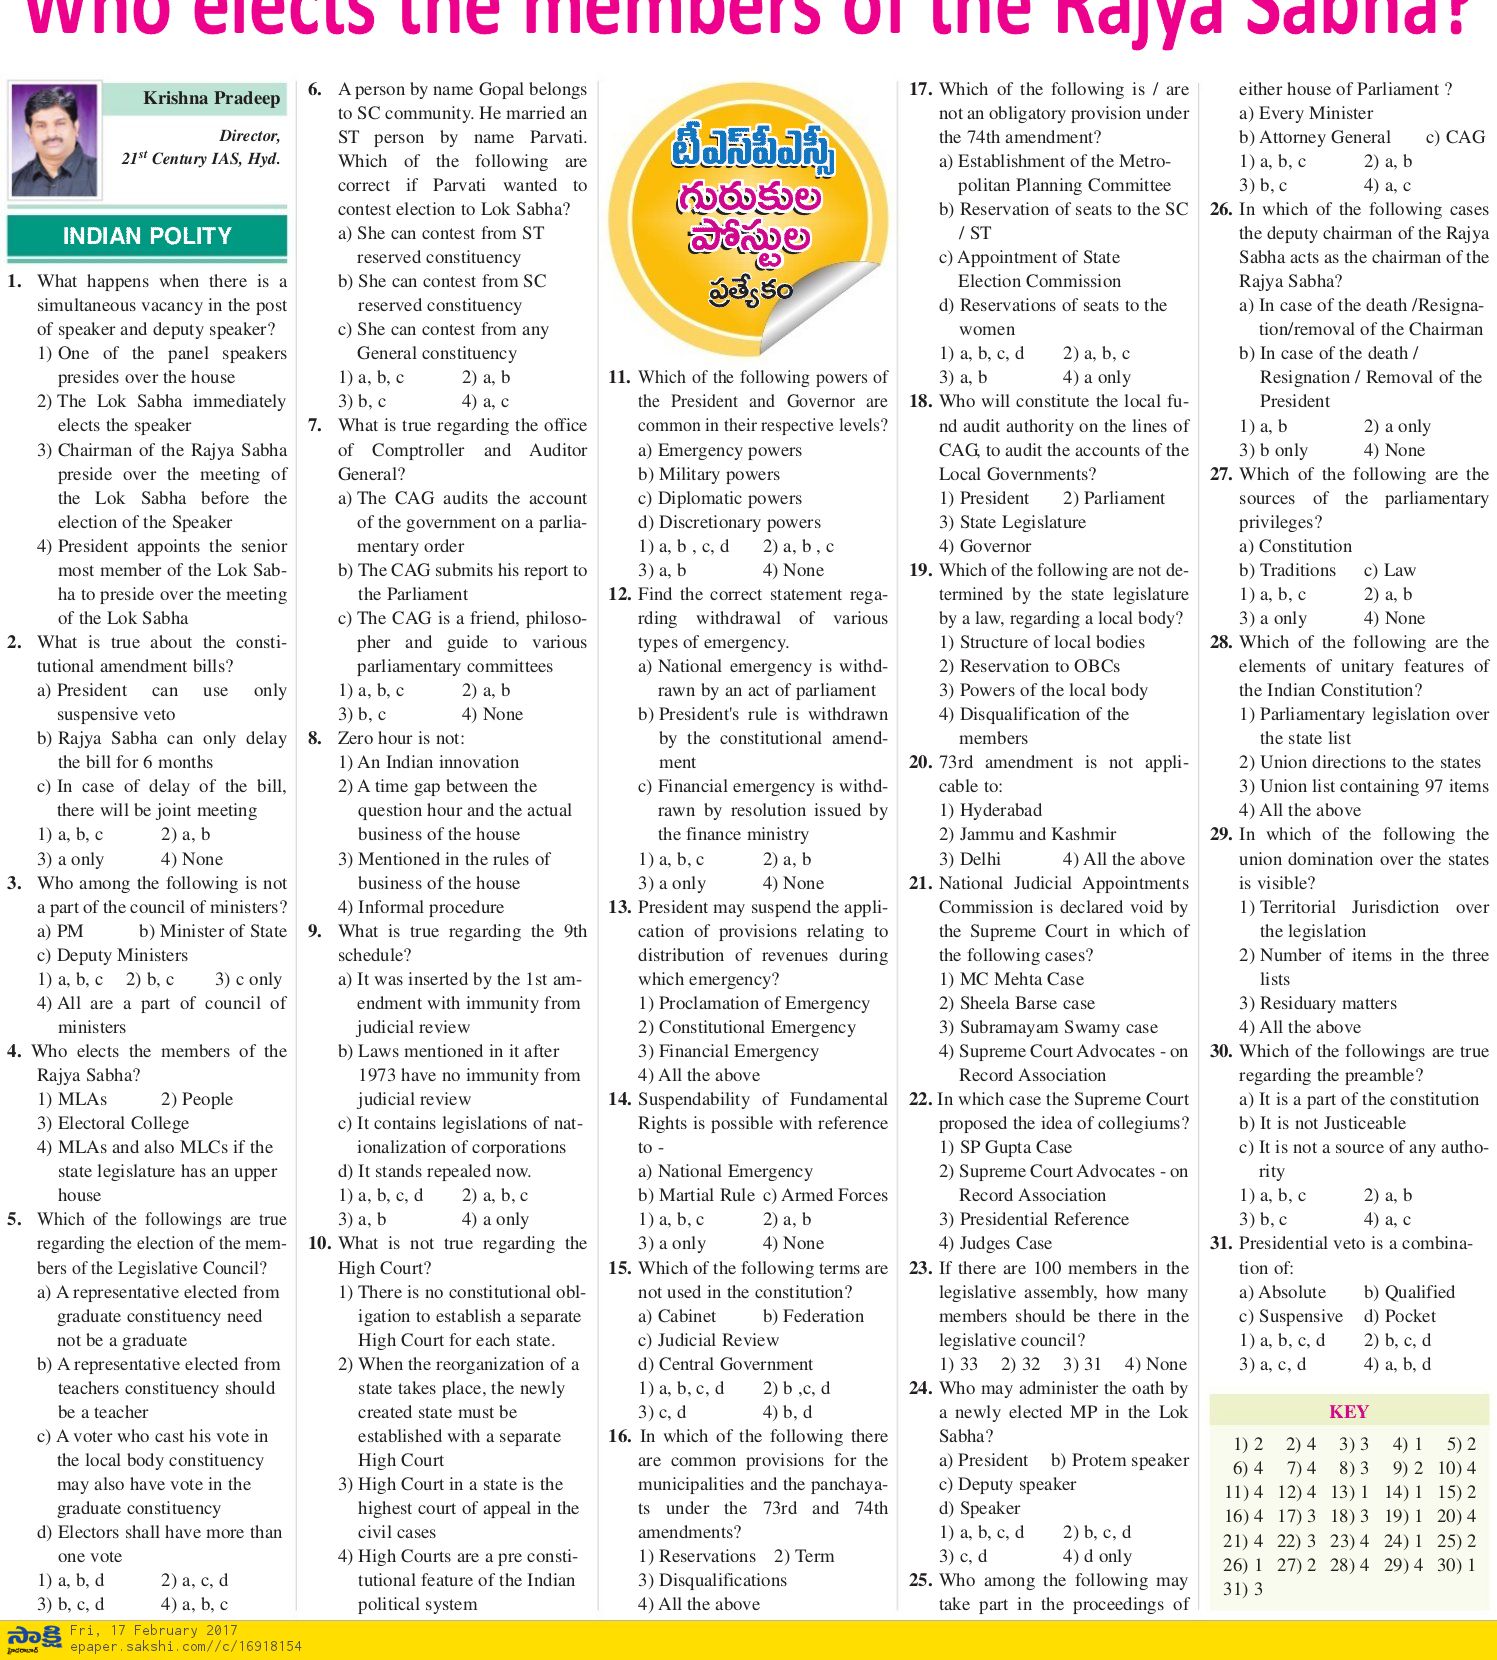 Who elects the members of the Rajya Sabha?
Krishna Pradeep
Director,
21st Century IAS, Hyd.
INDIAN POLITY
1. What happens when there is a
simultaneous vacancy in the post
of speaker and deputy speaker?
1) One of the panel speakers
presides over the house
2) The Lok Sabha immediately
elects the speaker
3) Chairman of the Rajya Sabha
preside over the meeting of
the Lok Sabha before the
election of the Speaker
4) President appoints the senior
most member of the Lok Sab-
ha to preside over the meeting
of the Lok Sabha
2. What is true about the consti-
tutional amendment bills?
a) President can use only
suspensive veto
b) Rajya Sabha can only delay
the bill for 6 months
c) In case of delay of the bill,
there will be joint meeting
1) a, b, c 2) a, b
3) a only 4) None
3. Who among the following is not
a part of the council of ministers?
a) PM b) Minister of State
c) Deputy Ministers
1) a, b, c 2) b, c 3) c only
4) All are a part of council of
ministers
4. Who elects the members of the
Rajya Sabha?
1) MLAs 2) People
3) Electoral College
4) MLAs and also MLCs if the
state legislature has an upper
house
5. Which of the followings are true
regarding the election of the mem-
bers of the Legislative Council?
a) A representative elected from
graduate constituency need
not be a graduate
b) A representative elected from
teachers constituency should
be a teacher
c) A voter who cast his vote in
the local body constituency
may also have vote in the
graduate constituency
d) Electors shall have more than
one vote
1) a, b, d 2) a, c, d
3) b, c, d 4) a, b, c
6. A person by name Gopal belongs
to SC community. He married an
ST person by name Parvati.
Which of the following are
correct if Parvati wanted to
contest election to Lok Sabha?
a) She can contest from ST
reserved constituency
b) She can contest from SC
reserved constituency
c) She can contest from any
General constituency
1) a, b, c 2) a, b
3) b, c 4) a, c
7. What is true regarding the office
of Comptroller and Auditor
General?
a) The CAG audits the account
of the government on a parlia-
mentary order
b) The CAG submits his report to
the Parliament
c) The CAG is a friend, philoso-
pher and guide to various
parliamentary committees
1) a, b, c 2) a, b
3) b, c 4) None
8. Zero hour is not:
1) An Indian innovation
2) A time gap between the
question hour and the actual
business of the house
3) Mentioned in the rules of
business of the house
4) Informal procedure
9. What is true regarding the 9th
schedule?
a) It was inserted by the 1st am-
endment with immunity from
judicial review
b) Laws mentioned in it after
1973 have no immunity from
judicial review
c) It contains legislations of nat-
ionalization of corporations
d) It stands repealed now.
1) a, b, c, d 2) a, b, c
3) a, b 4) a only
10. What is not true regarding the
High Court?
1) There is no constitutional obl-
igation to establish a separate
High Court for each state.
2) When the reorganization of a
state takes place, the newly
created state must be
established with a separate
High Court
3) High Court in a state is the
highest court of appeal in the
civil cases
4) High Courts are a pre consti-
tutional feature of the Indian
political system
టీఎస్‌పీఎస్సీ
గురుకుల
పోస్టుల
ప్రత్యేకం
11. Which of the following powers of
the President and Governor are
common in their respective levels?
a) Emergency powers
b) Military powers
c) Diplomatic powers
d) Discretionary powers
1) a, b , c, d 2) a, b , c
3) a, b 4) None
12. Find the correct statement rega-
rding withdrawal of various
types of emergency.
a) National emergency is withd-
rawn by an act of parliament
b) President's rule is withdrawn
by the constitutional amend-
ment
c) Financial emergency is withd-
rawn by resolution issued by
the finance ministry
1) a, b, c 2) a, b
3) a only 4) None
13. President may suspend the appli-
cation of provisions relating to
distribution of revenues during
which emergency?
1) Proclamation of Emergency
2) Constitutional Emergency
3) Financial Emergency
4) All the above
14. Suspendability of Fundamental
Rights is possible with reference
to -
a) National Emergency
b) Martial Rule c) Armed Forces
1) a, b, c 2) a, b
3) a only 4) None
15. Which of the following terms are
not used in the constitution?
a) Cabinet b) Federation
c) Judicial Review
d) Central Government
1) a, b, c, d 2) b ,c, d
3) c, d 4) b, d
16. In which of the following there
are common provisions for the
municipalities and the panchaya-
ts under the 73rd and 74th
amendments?
1) Reservations 2) Term
3) Disqualifications
4) All the above
17. Which of the following is / are
not an obligatory provision under
the 74th amendment?
a) Establishment of the Metro-
politan Planning Committee
b) Reservation of seats to the SC
/ ST
c) Appointment of State
Election Commission
d) Reservations of seats to the
women
1) a, b, c, d 2) a, b, c
3) a, b 4) a only
18. Who will constitute the local fu-
nd audit authority on the lines of
CAG, to audit the accounts of the
Local Governments?
1) President 2) Parliament
3) State Legislature
4) Governor
19. Which of the following are not de-
termined by the state legislature
by a law, regarding a local body?
1) Structure of local bodies
2) Reservation to OBCs
3) Powers of the local body
4) Disqualification of the
members
20. 73rd amendment is not appli-
cable to:
1) Hyderabad
2) Jammu and Kashmir
3) Delhi 4) All the above
21. National Judicial Appointments
Commission is declared void by
the Supreme Court in which of
the following cases?
1) MC Mehta Case
2) Sheela Barse case
3) Subramayam Swamy case
4) Supreme Court Advocates - on
Record Association
22. In which case the Supreme Court
proposed the idea of collegiums?
1) SP Gupta Case
2) Supreme Court Advocates - on
Record Association
3) Presidential Reference
4) Judges Case
23. If there are 100 members in the
legislative assembly, how many
members should be there in the
legislative council?
1) 33 2) 32 3) 31 4) None
24. Who may administer the oath by
a newly elected MP in the Lok
Sabha?
a) President b) Protem speaker
c) Deputy speaker
d) Speaker
1) a, b, c, d 2) b, c, d
3) c, d 4) d only
25. Who among the following may
take part in the proceedings of
either house of Parliament ?
a) Every Minister
b) Attorney General c) CAG
1) a, b, c 2) a, b
3) b, c 4) a, c
26. In which of the following cases
the deputy chairman of the Rajya
Sabha acts as the chairman of the
Rajya Sabha?
a) In case of the death /Resigna-
tion/removal of the Chairman
b) In case of the death /
Resignation / Removal of the
President
1) a, b 2) a only
3) b only 4) None
27. Which of the following are the
sources of the parliamentary
privileges?
a) Constitution
b) Traditions c) Law
1) a, b, c 2) a, b
3) a only 4) None
28. Which of the following are the
elements of unitary features of
the Indian Constitution?
1) Parliamentary legislation over
the state list
2) Union directions to the states
3) Union list containing 97 items
4) All the above
29. In which of the following the
union domination over the states
is visible?
1) Territorial Jurisdiction over
the legislation
2) Number of items in the three
lists
3) Residuary matters
4) All the above
30. Which of the followings are true
regarding the preamble?
a) It is a part of the constitution
b) It is not Justiceable
c) It is not a source of any autho-
rity
1) a, b, c 2) a, b
3) b, c 4) a, c
31. Presidential veto is a combina-
tion of:
a) Absolute b) Qualified
c) Suspensive d) Pocket
1) a, b, c, d 2) b, c, d
3) a, c, d 4) a, b, d
KEY
1) 2 2) 4 3) 3 4) 1 5) 2
6) 4 7) 4 8) 3 9) 2 10) 4
11) 4 12) 4 13) 1 14) 1 15) 2
16) 4 17) 3 18) 3 19) 1 20) 4
21) 4 22) 3 23) 4 24) 1 25) 2
26) 1 27) 2 28) 4 29) 4 30) 1
31) 3
సాక్షి
హైదరాబాద్
Fri, 17 February 2017
epaper.sakshi.com//c/16918154